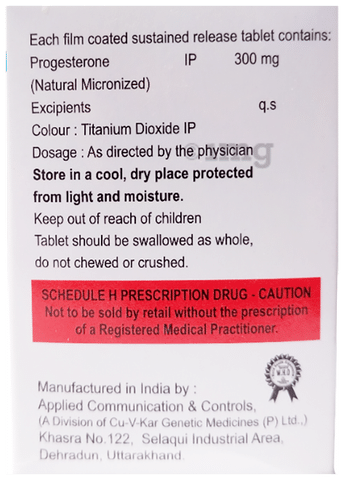 Each film coated sustained release tablet contains:
Progesterone IP 300 mg
(Natural Micronized)
Excipients q.s
Colour : Titanium Dioxide IP
Dosage : As directed by the physician
Store in a cool, dry place protected
from light and moisture.
Keep out of reach of children
Tablet should be swallowed as whole,
do not chewed or crushed.
SCHEDULE H PRESCRIPTION DRUG - CAUTION
Not to be sold by retail without the prescription
of a Registered Medical Practitioner.
Manufactured in India by :
Applied Communication & Controls,
(A Division of Cu-V-Kar Genetic Medicines (P) Ltd.,)
Khasra No.122, Selaqui Industrial Area,
Dehradun, Uttarakhand.